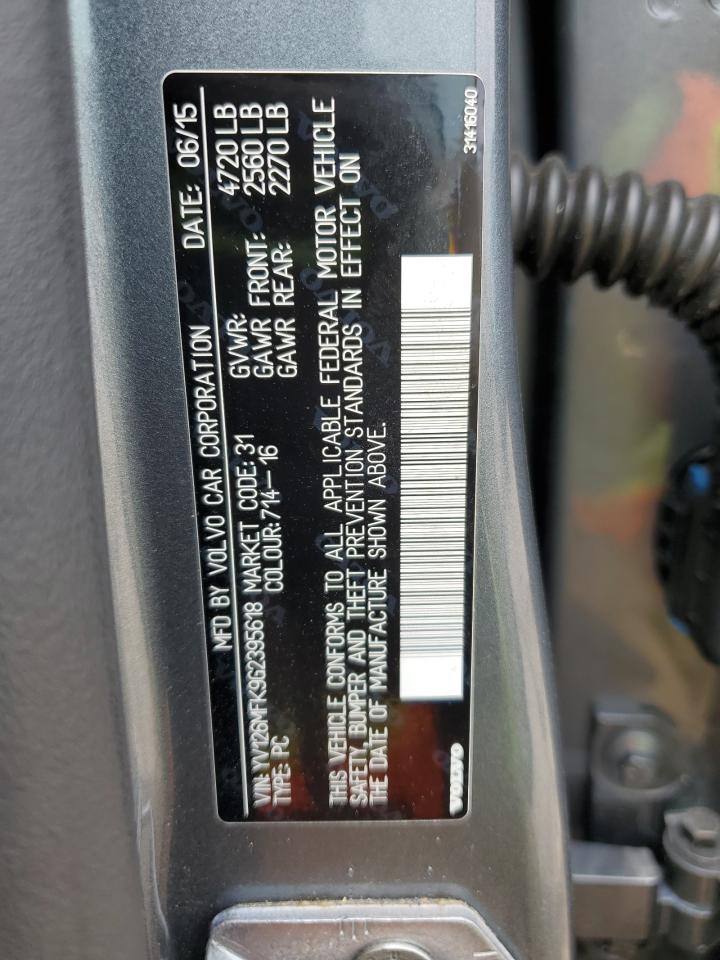 MFD BY VOLVO CAR CORPORATION DATE: 06/15
VIN: YV126MFK9G2395618 MARKET CODE: 31 GVWR: 4720 LB
TYPE: PC COLOUR: 714-16 GAWR FRONT: 2560 LB
GAWR REAR: 2270 LB
THIS VEHICLE CONFORMS TO ALL APPLICABLE FEDERAL MOTOR VEHICLE
SAFETY, BUMPER AND THEFT PREVENTION STANDARDS IN EFFECT ON
THE DATE OF MANUFACTURE SHOWN ABOVE.
VOLVO 31416040